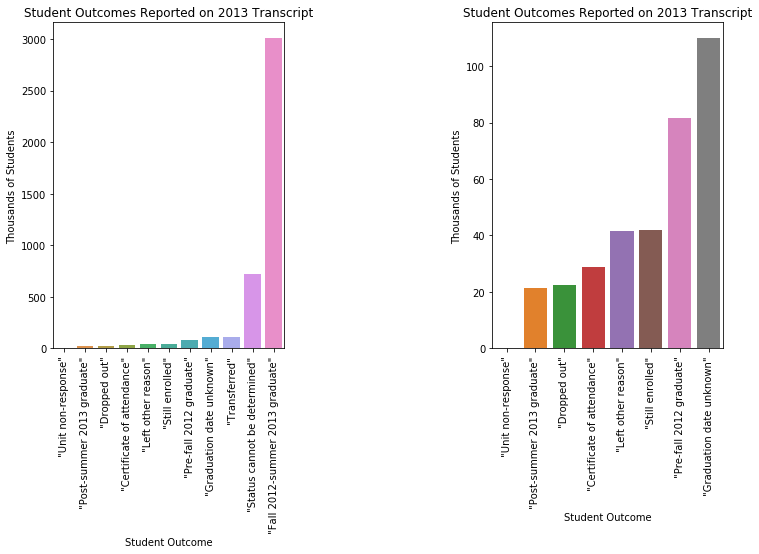 Student Outcomes Reported on 2013 Transcript
Thousands of Students
3000
2500
2000
1500
1000
500
0
"Unit non-response"
"Post-summer 2013 graduate"
"Dropped out"
"Certificate of attendance"
"Left other reason"
"Still enrolled"
"Pre-fall 2012 graduate"
"Graduation date unknown"
"Transferred"
"Status cannot be determined"
"Fall 2012-summer 2013 graduate"
Student Outcome
Student Outcomes Reported on 2013 Transcript
Thousands of Students
100
80
60
40
20
0
"Unit non-response"
"Post-summer 2013 graduate"
"Dropped out"
"Certificate of attendance"
"Left other reason"
"Still enrolled"
"Pre-fall 2012 graduate"
"Graduation date unknown"
Student Outcome